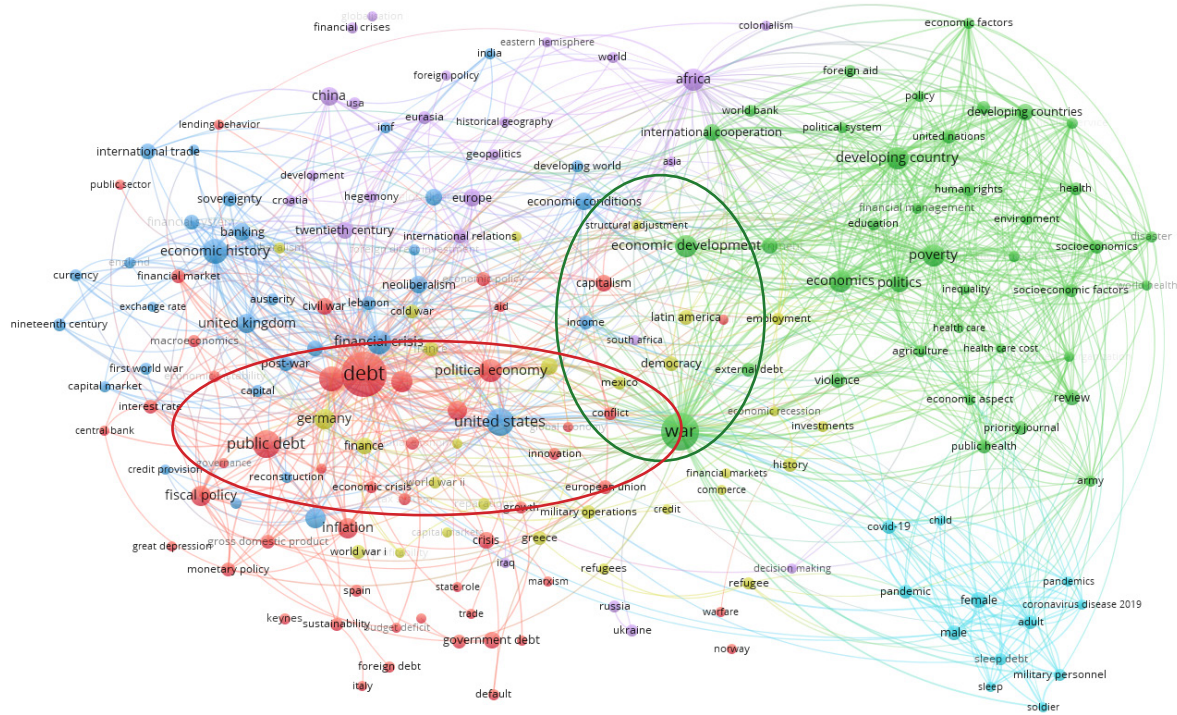 globalisation
financial crises
colonialism
economic factors
eastern hemisphere
india
world
foreign policy
africa
foreign aid
china
usa
policy
world bank
developing countries
lending behavior
imf
eurasia
historical geography
international cooperation
political system
united nations
international trade
geopolitics
developing world
asia
developing country
public sector
development
human rights
health
sovereignty
croatia
hegemony
europe
economic conditions
financial management
banking
twentieth century
international relations
structural adjustment
education
environment
disaster
economic history
economic development
socioeconomics
england
poverty
currency
financial market
neoliberalism
economic policy
capitalism
economics
politics
inequality
socioeconomic factors
exchange rate
austerity
civil war
lebanon
cold war
aid
latin america
employment
nineteenth century
united kingdom
income
health care
macroeconomics
financial crisis
france
south africa
agriculture
health care cost
first world war
post-war
debt
political economy
democracy
external debt
violence
capital market
capital
mexico
economic aspect
review
interest rate
germany
united states
conflict
economic recession
central bank
public debt
finance
global economy
war
investments
priority journal
public health
credit provision
governance
reconstruction
innovation
history
financial markets
economic crisis
world war ii
european union
commerce
army
fiscal policy
growth
military operations
credit
inflation
covid-19
child
great depression
gross domestic product
capital market
crisis
greece
world war i
monetary policy
iraq
refugees
decision making
spain
state role
marxism
refugee
pandemic
pandemics
female
coronavirus disease 2019
keynes
sustainability
budget deficit
trade
russia
warfare
adult
ukraine
male
government debt
norway
foreign debt
sleep debt
military personnel
italy
default
sleep
soldier